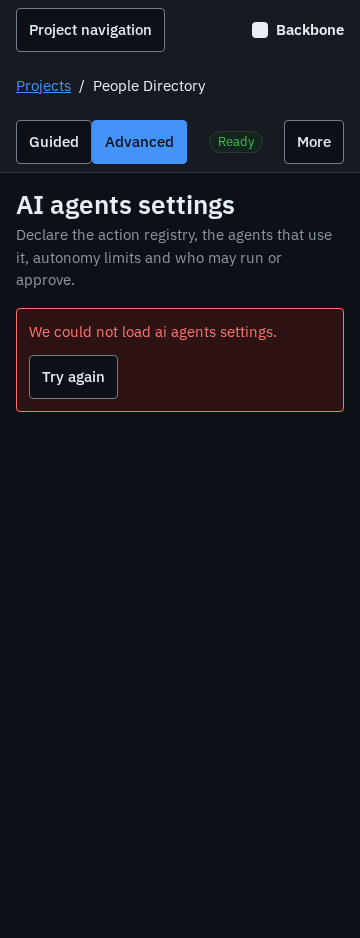 Project navigation
Backbone
Projects / People Directory
Guided
Advanced
Ready
More
AI agents settings
Declare the action registry, the agents that use
it, autonomy limits and who may run or
approve.
We could not load ai agents settings.
Try again